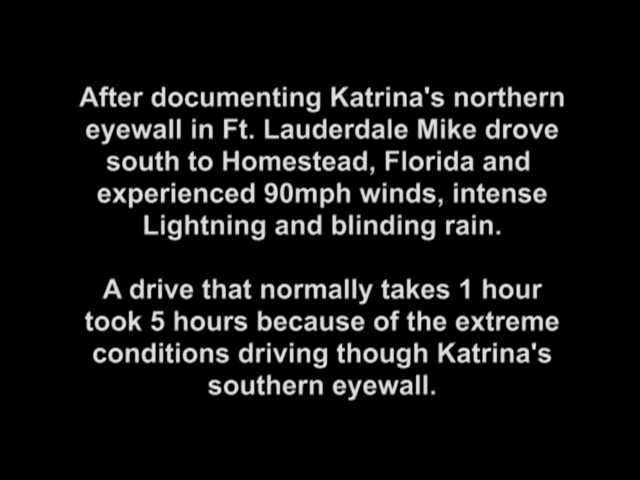 After documenting Katrina's northern
eyewall in Ft. Lauderdale Mike drove
south to Homestead, Florida and
experienced 90mph winds, intense
Lightning and blinding rain.
A drive that normally takes 1 hour
took 5 hours because of the extreme
conditions driving though Katrina's
southern eyewall.